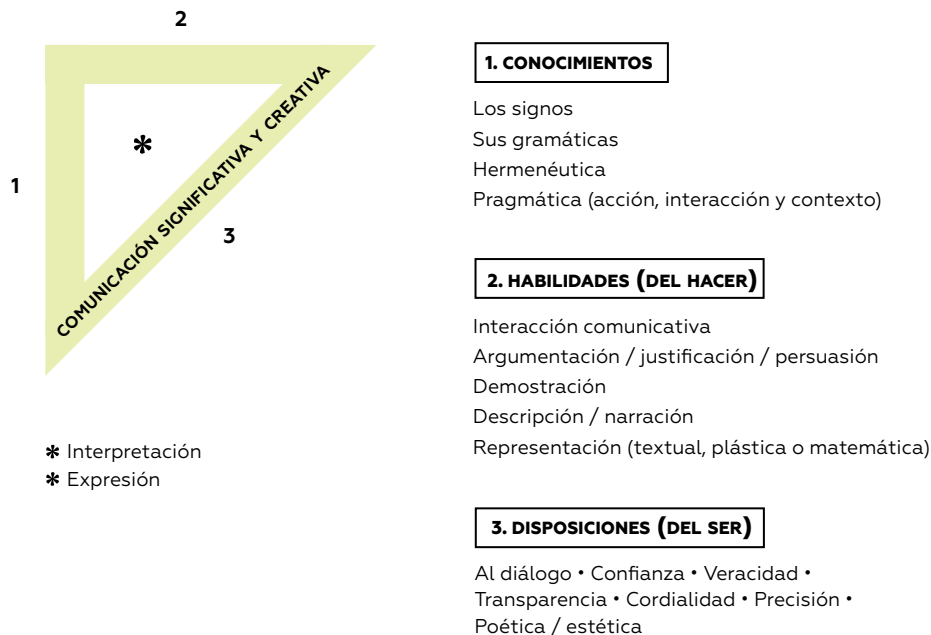 2
1
COMUNICACIÓN SIGNIFICATIVA Y CREATIVA
*
3
* Interpretación
* Expresión
1. CONOCIMIENTOS
Los signos
Sus gramáticas
Hermenéutica
Pragmática (acción, interacción y contexto)
2. HABILIDADES (DEL HACER)
Interacción comunicativa
Argumentación / justificación / persuasión
Demostración
Descripción / narración
Representación (textual, plástica o matemática)
3. DISPOSICIONES (DEL SER)
Al diálogo • Confianza • Veracidad •
Transparencia • Cordialidad • Precisión •
Poética / estética